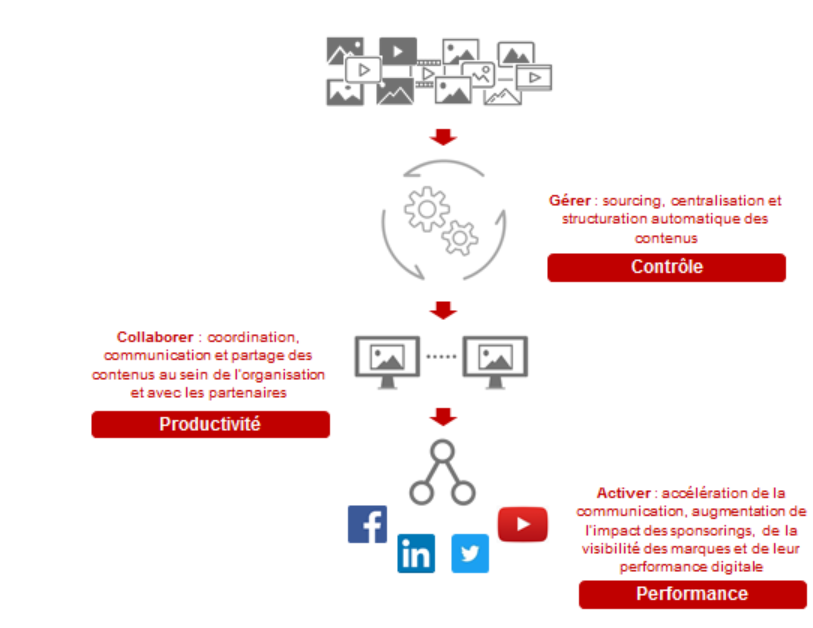 Gérer : sourcing, centralisation et
structuration automatique des
contenus
Contrôle
Collaborer : coordination,
communication et partage des
contenus au sein de l'organisation
et avec les partenaires
Productivité
Activer : accélération de la
communication, augmentation de
l'impact des sponsorings, de la
visibilité des marques et de leur
performance digitale
Performance
f
in